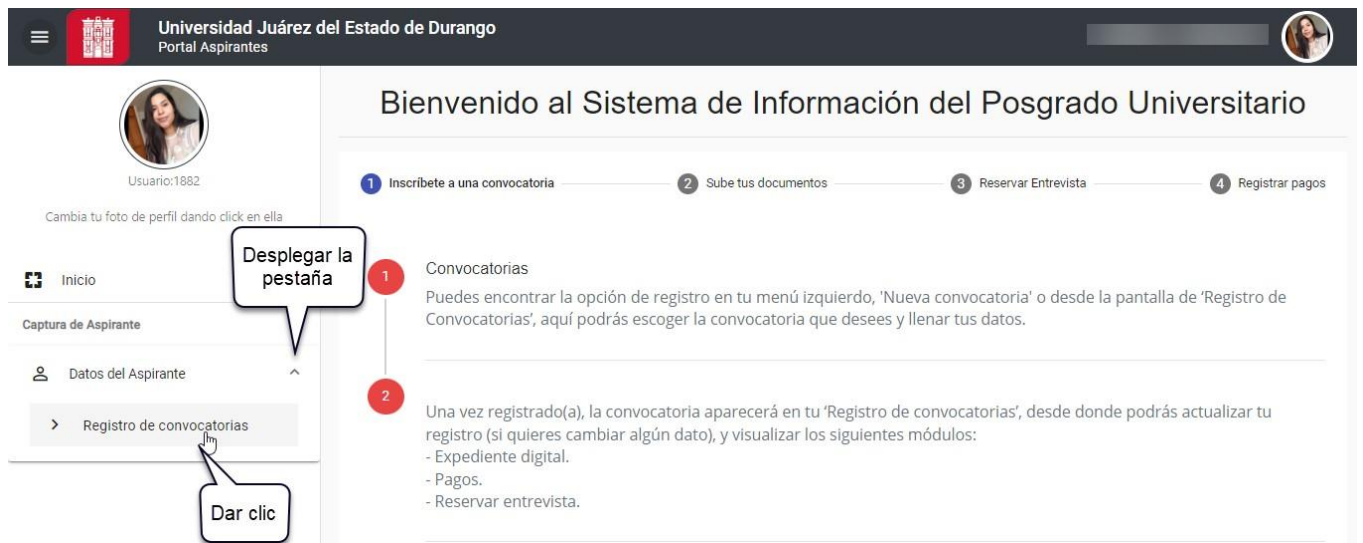 Universidad Juárez del Estado de Durango
Portal Aspirantes
Usuario:1882
Cambia tu foto de perfil dando click en ella
Inicio
Captura de Aspirante
Datos del Aspirante
Registro de convocatorias
Desplegar la
pestaña
Dar clic
Bienvenido al Sistema de Información del Posgrado Universitario
1 Inscríbete a una convocatoria 2 Sube tus documentos 3 Reservar Entrevista 4 Registrar pagos
1
Convocatorias
Puedes encontrar la opción de registro en tu menú izquierdo, 'Nueva convocatoria' o desde la pantalla de ‘Registro de
Convocatorias’, aquí podrás escoger la convocatoria que desees y llenar tus datos.
2
Una vez registrado(a), la convocatoria aparecerá en tu ‘Registro de convocatorias’, desde donde podrás actualizar tu
registro (si quieres cambiar algún dato), y visualizar los siguientes módulos:
- Expediente digital.
- Pagos.
- Reservar entrevista.